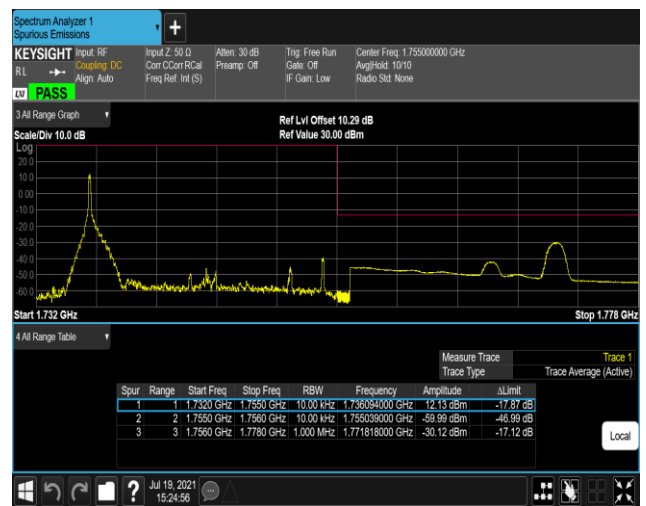 Spectrum Analyzer 1
Spurious Emissions
+
KEYSIGHT Input: RF Input Z: 50 Ω Atten: 30 dB Trig: Free Run Center Freq: 1.755000000 GHz
RL Coupling: DC Corr CCorr RCal Preamp: Off Gate: Off Avg|Hold: 10/10
Align: Auto Freq Ref: Int (S) IF Gain: Low Radio Std: None
LXI PASS
3 All Range Graph
Ref Lvl Offset 10.29 dB
Scale/Div 10.0 dB Ref Value 30.00 dBm
Log
20.0
10.0
0.00
-10.0
-20.0
-30.0
-40.0
-50.0
-60.0
Start 1.732 GHz Stop 1.778 GHz
4 All Range Table
Measure Trace Trace 1
Trace Type Trace Average (Active)
Spur Range Start Freq Stop Freq RBW Frequency Amplitude ΔLimit
1 1 1.7320 GHz 1.7550 GHz 10.00 kHz 1.736094000 GHz 12.13 dBm -17.87 dB
2 2 1.7550 GHz 1.7560 GHz 10.00 kHz 1.755039000 GHz -59.99 dBm -46.99 dB
3 3 1.7560 GHz 1.7780 GHz 1.000 MHz 1.771818000 GHz -30.12 dBm -17.12 dB
Local
? Jul 19, 2021
15:24:56